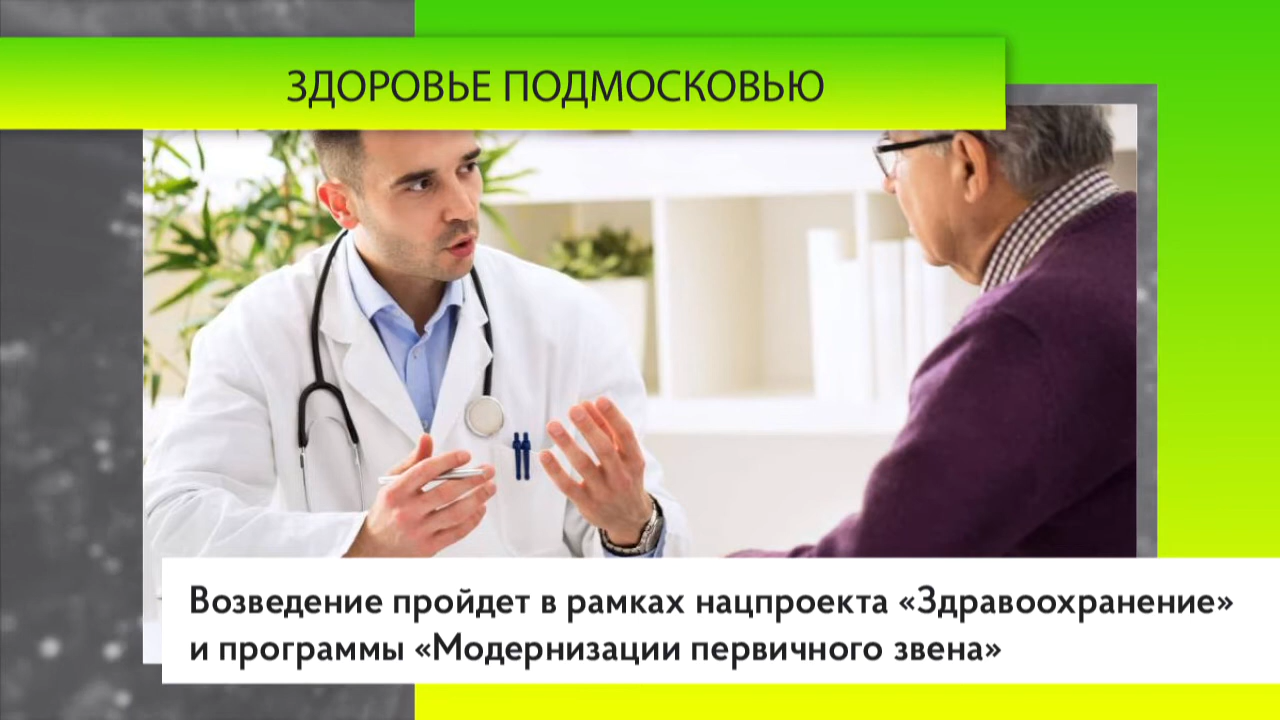 ЗДОРОВЬЕ ПОДМОСКОВЬЮ
Возведение пройдет в рамках нацпроекта «Здравоохранение»
и программы «Модернизации первичного звена»